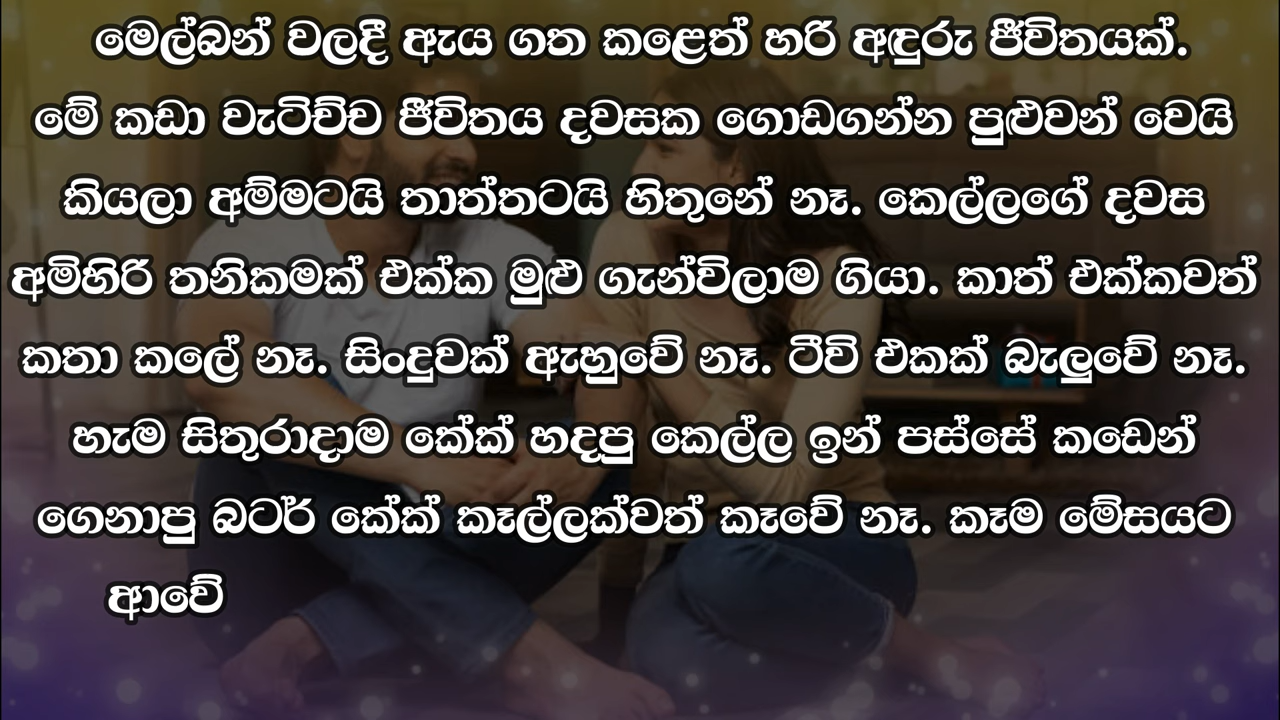 මෙල්බන් වලදී ඇය ගත කළෙත් හරි අඳුරු ජීවිතයක්.
මේ කඩා වැටිච්ච ජීවිතය දවසක ගොඩගන්න පුළුවන් වෙයි
කියලා අම්මටයි තාත්තටයි හිතුනේ නෑ. කෙල්ලගේ දවස
අමිහිරි තනිකමක් එක්ක මුළු ගැන්විලාම ගියා. කාත් එක්කවත්
කතා කලේ නෑ. සිංදුවක් ඇහුවේ නෑ. ටීවි එකක් බැලුවේ නෑ.
හැම සිතුරාදාම කේක් හදපු කෙල්ල ඉන් පස්සේ කඩෙන්
ගෙනාපු බටර් කේක් කෑල්ලක්වත් කෑවේ නෑ. කෑම මේසයට
ආවේ